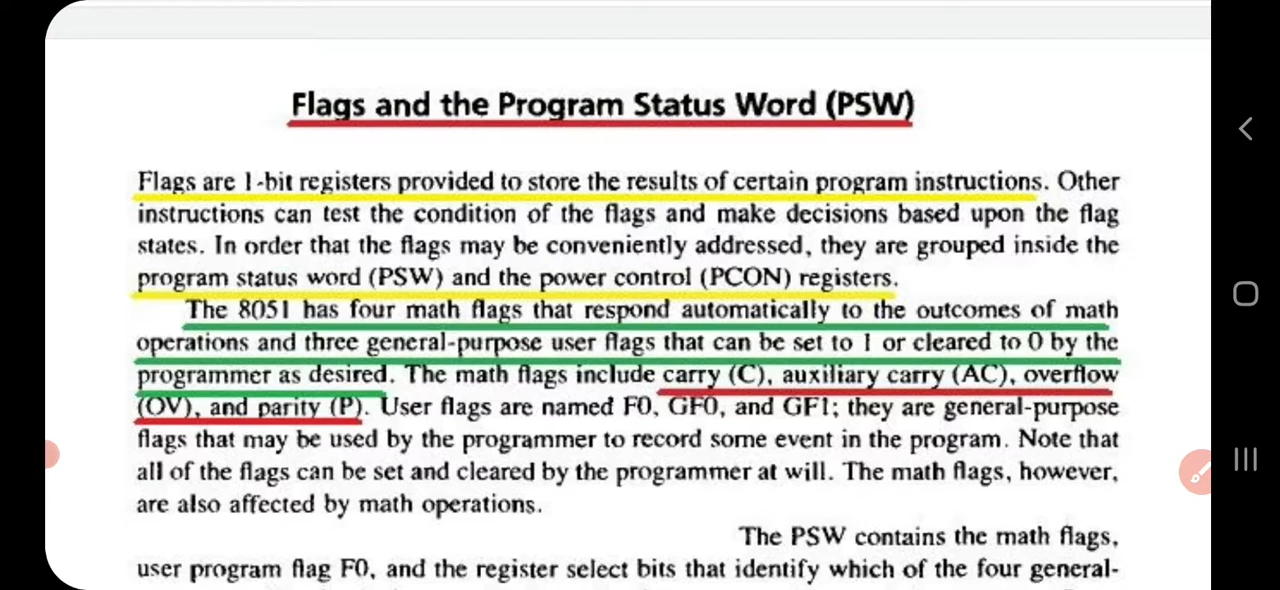 Flags and the Program Status Word (PSW)
Flags are 1-bit registers provided to store the results of certain program instructions. Other
instructions can test the condition of the flags and make decisions based upon the flag
states. In order that the flags may be conveniently addressed, they are grouped inside the
program status word (PSW) and the power control (PCON) registers.
The 8051 has four math flags that respond automatically to the outcomes of math
operations and three general-purpose user flags that can be set to 1 or cleared to 0 by the
programmer as desired. The math flags include carry (C), auxiliary carry (AC), overflow
(OV), and parity (P). User flags are named F0, GF0, and GF1; they are general-purpose
flags that may be used by the programmer to record some event in the program. Note that
all of the flags can be set and cleared by the programmer at will. The math flags, however,
are also affected by math operations.
The PSW contains the math flags,
user program flag F0, and the register select bits that identify which of the four general-